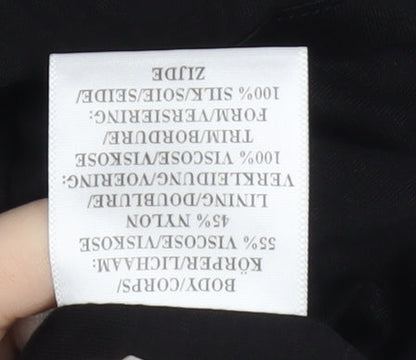 BODY/CORPS/
KÖRPER/LICHAAM:
55% VISCOSE/VISKOSE
45% NYLON
LINING/DOUBLURE/
VERKLEIDUNG/VOERING:
100% VISCOSE/VISKOSE
TRIM/BORDURE/
FORM/VERSIERING:
100% SILK/SOIE/SEIDE/
ZIJDE